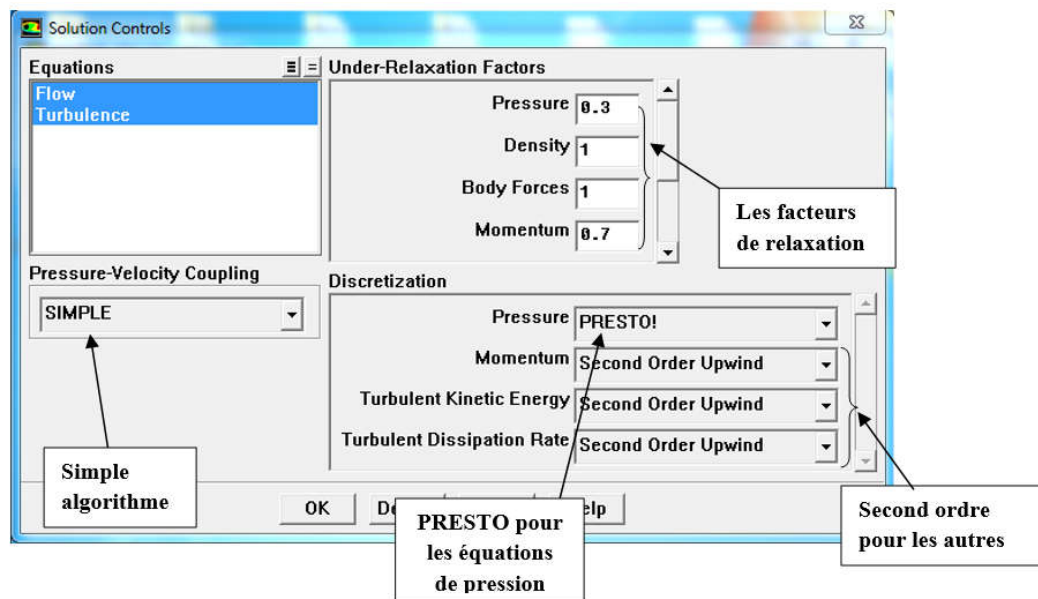 Solution Controls
Equations
Flow
Turbulence
Under-Relaxation Factors
Pressure 0.3
Density 1
Body Forces 1
Momentum 0.7
Les facteurs
de relaxation
Pressure-Velocity Coupling
SIMPLE
Discretization
Pressure PRESTO!
Momentum Second Order Upwind
Turbulent Kinetic Energy Second Order Upwind
Turbulent Dissipation Rate Second Order Upwind
Simple
algorithme
OK
PRESTO pour
les équations
de pression
Second ordre
pour les autres